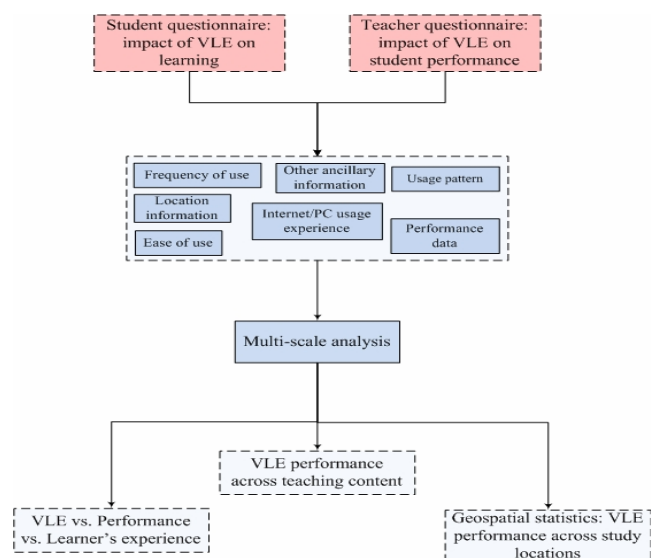 Student questionnaire:
impact of VLE on
learning
Teacher questionnaire:
impact of VLE on
student performance
Frequency of use
Other ancillary
information
Usage pattern
Location
information
Internet/PC usage
experience
Performance
data
Ease of use
Multi-scale analysis
VLE performance
across teaching content
VLE vs. Performance
vs. Learner's experience
Geospatial statistics: VLE
performance across study
locations